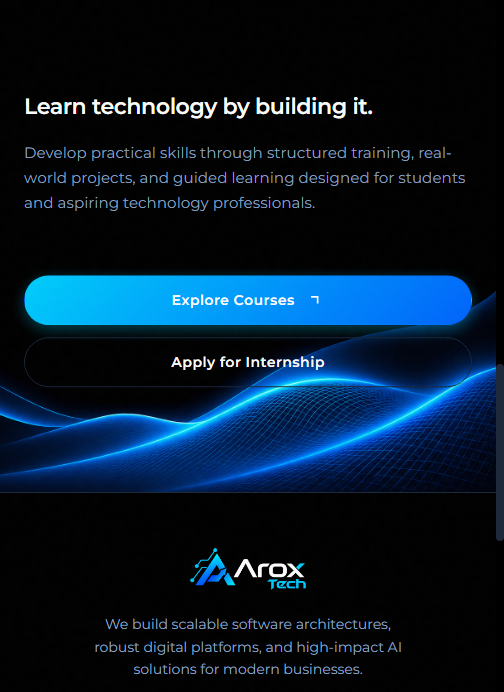 Learn technology by building it.
Develop practical skills through structured training, real-
world projects, and guided learning designed for students
and aspiring technology professionals.
Explore Courses
Apply for Internship
Arox
Tech
We build scalable software architectures,
robust digital platforms, and high-impact AI
solutions for modern businesses.